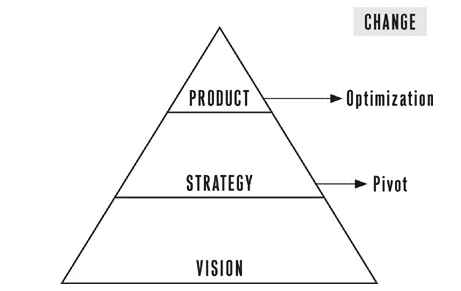 CHANGE
PRODUCT
Optimization
STRATEGY
Pivot
VISION